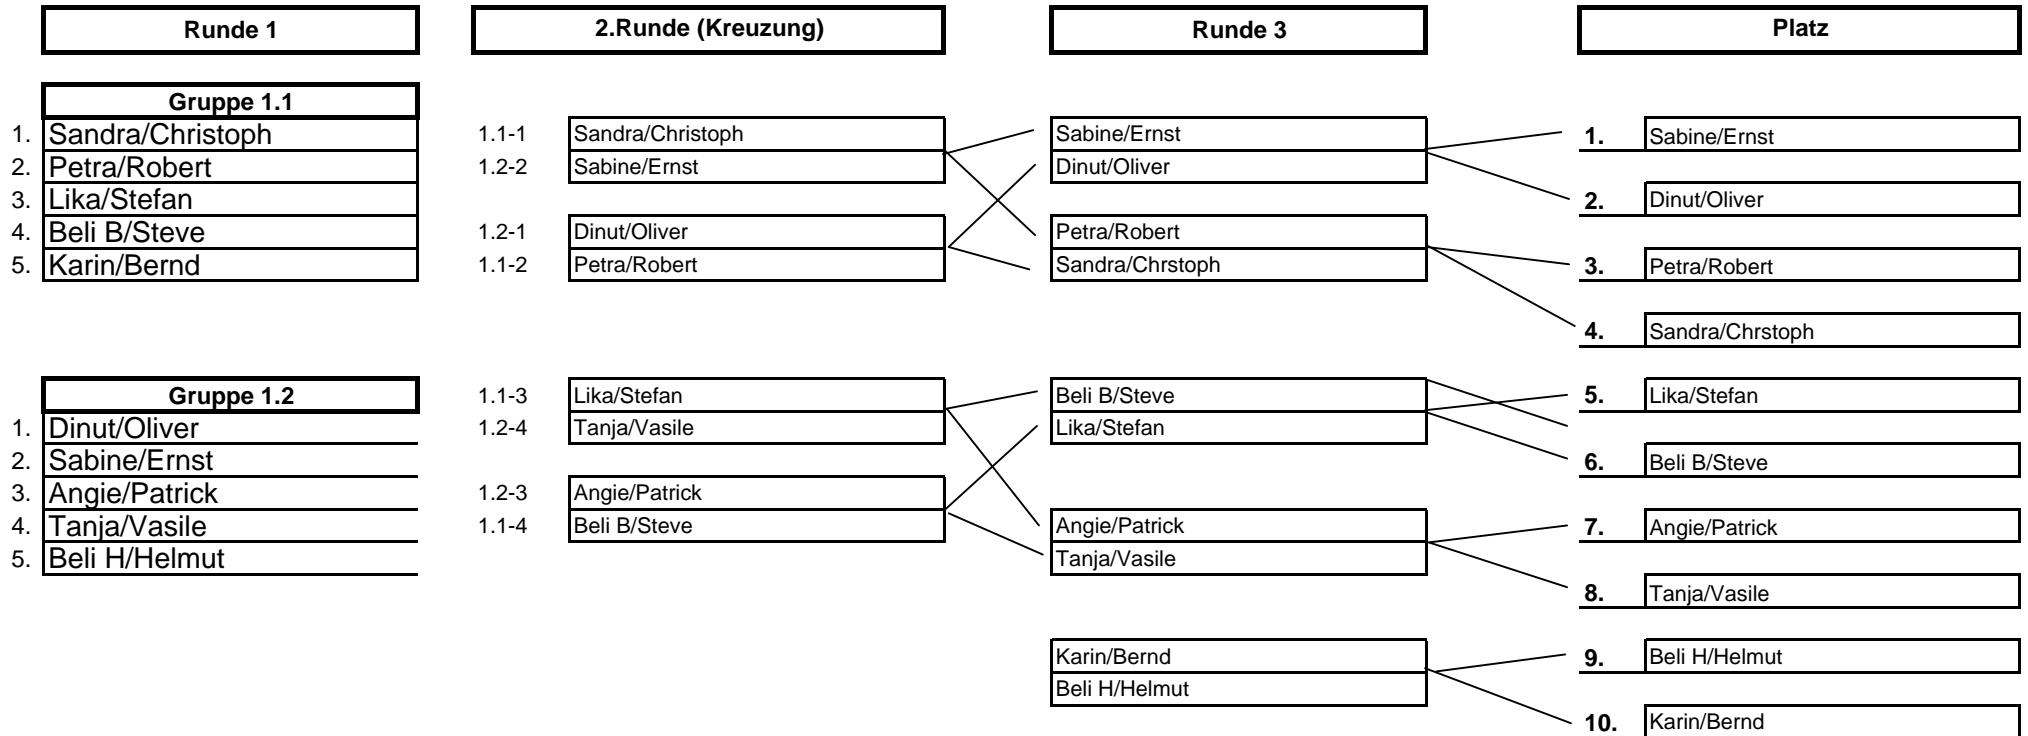 Runde 1 2.Runde (Kreuzung) Runde 3 Platz
Gruppe 1.1
1. Sandra/Christoph 1.1-1 Sandra/Christoph Sabine/Ernst 1. Sabine/Ernst
2. Petra/Robert 1.2-2 Sabine/Ernst Dinut/Oliver
3. Lika/Stefan 2. Dinut/Oliver
4. Beli B/Steve 1.2-1 Dinut/Oliver Petra/Robert
5. Karin/Bernd 1.1-2 Petra/Robert Sandra/Chrstoph 3. Petra/Robert
4. Sandra/Chrstoph
Gruppe 1.2 1.1-3 Lika/Stefan Beli B/Steve 5. Lika/Stefan
1. Dinut/Oliver 1.2-4 Tanja/Vasile Lika/Stefan
2. Sabine/Ernst 6. Beli B/Steve
3. Angie/Patrick 1.2-3 Angie/Patrick
4. Tanja/Vasile 1.1-4 Beli B/Steve Angie/Patrick 7. Angie/Patrick
5. Beli H/Helmut Tanja/Vasile
8. Tanja/Vasile
Karin/Bernd 9. Beli H/Helmut
Beli H/Helmut
10. Karin/Bernd